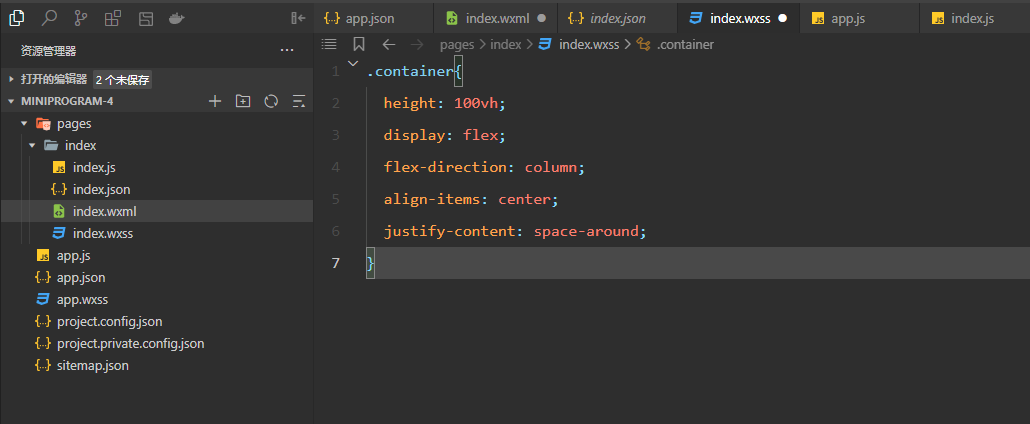 app.json
index.wxml
index.json
index.wxss
app.js
index.js
资源管理器
pages > index > index.wxss > .container
打开的编辑器 2 个未保存
MINIPROGRAM-4
pages
index
index.js
index.json
index.wxml
index.wxss
app.js
app.json
app.wxss
project.config.json
project.private.config.json
sitemap.json
1 .container{
2 height: 100vh;
3 display: flex;
4 flex-direction: column;
5 align-items: center;
6 justify-content: space-around;
7 }